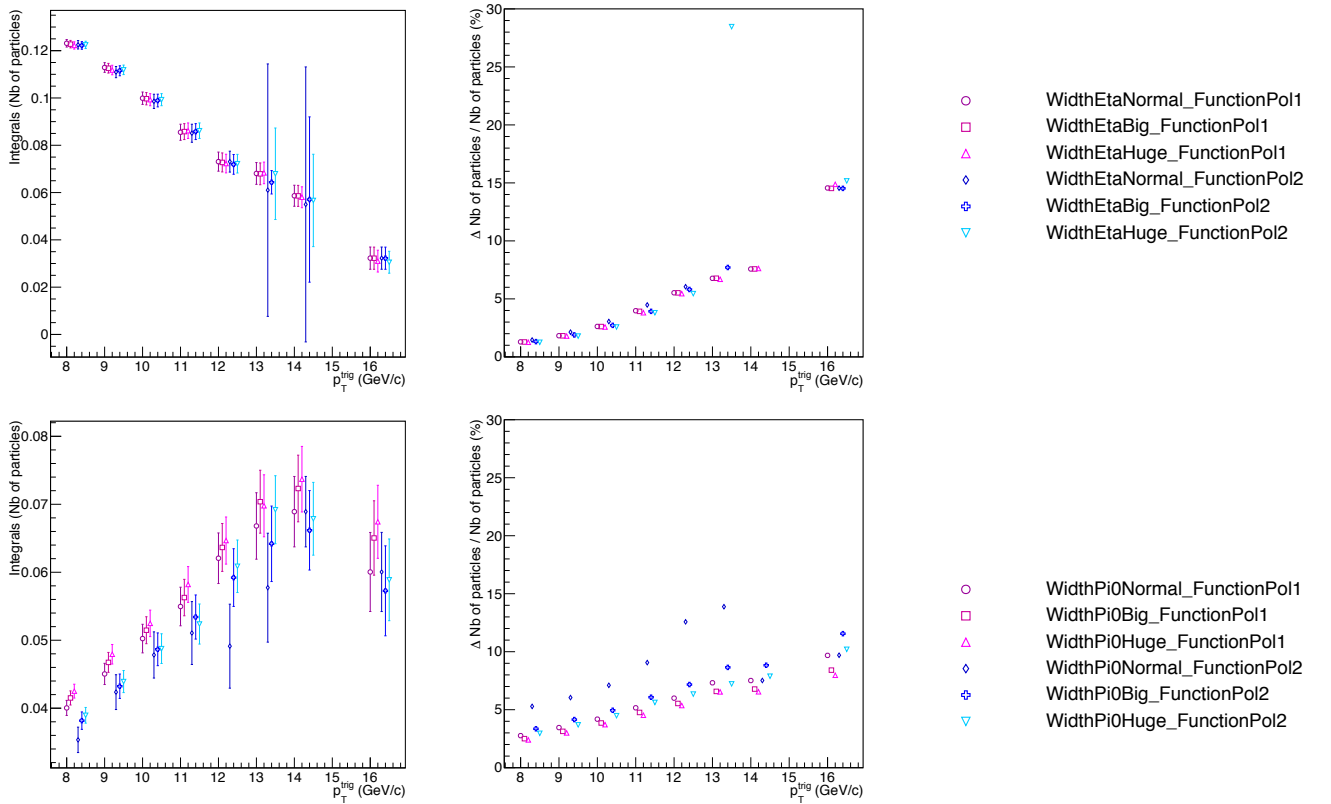 Integrals (Nb of particles)
0.12
0.1
0.08
0.06
0.04
0.02
0
8 9 10 11 12 13 14 16
p_T^trig (GeV/c)
Δ Nb of particles / Nb of particles (%)
30
25
20
15
10
5
0
8 9 10 11 12 13 14 16
p_T^trig (GeV/c)
WidthEtaNormal_FunctionPol1
WidthEtaBig_FunctionPol1
WidthEtaHuge_FunctionPol1
WidthEtaNormal_FunctionPol2
WidthEtaBig_FunctionPol2
WidthEtaHuge_FunctionPol2
Integrals (Nb of particles)
0.08
0.07
0.06
0.05
0.04
8 9 10 11 12 13 14 16
p_T^trig (GeV/c)
Δ Nb of particles / Nb of particles (%)
30
25
20
15
10
5
0
8 9 10 11 12 13 14 16
p_T^trig (GeV/c)
WidthPi0Normal_FunctionPol1
WidthPi0Big_FunctionPol1
WidthPi0Huge_FunctionPol1
WidthPi0Normal_FunctionPol2
WidthPi0Big_FunctionPol2
WidthPi0Huge_FunctionPol2